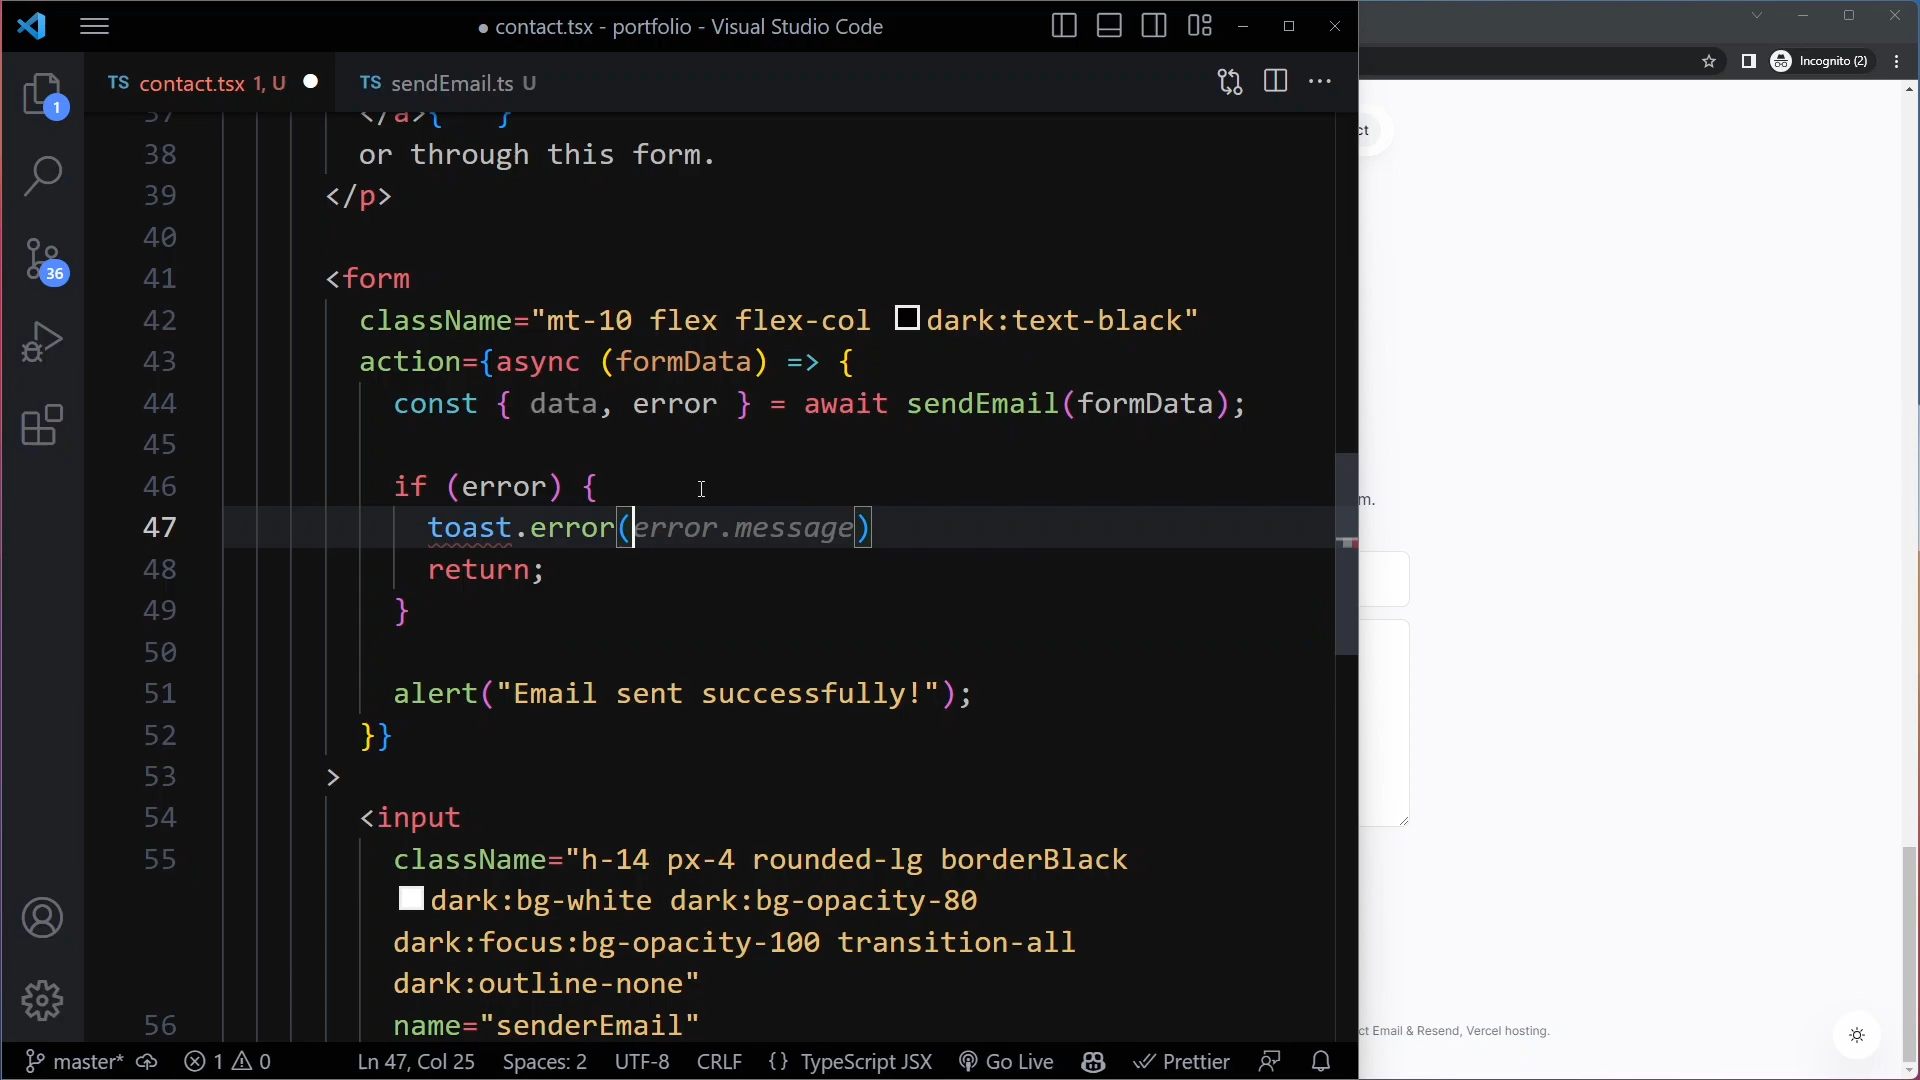 ● contact.tsx - portfolio - Visual Studio Code
Incognito (2)
TS contact.tsx 1, U ●
TS sendEmail.ts U
1
36
37 </a>{" "}
38 or through this form.
39 </p>
40
41 <form
42 className="mt-10 flex flex-col dark:text-black"
43 action={async (formData) => {
44 const { data, error } = await sendEmail(formData);
45
46 if (error) {
47 toast.error(error.message)
48 return;
49 }
50
51 alert("Email sent successfully!");
52 }}
53 >
54 <input
55 className="h-14 px-4 rounded-lg borderBlack
dark:bg-white dark:bg-opacity-80
dark:focus:bg-opacity-100 transition-all
dark:outline-none"
56 name="senderEmail"
ct
m.
ct Email & Resend, Vercel hosting.
master* 1 0 Ln 47, Col 25 Spaces: 2 UTF-8 CRLF {} TypeScript JSX Go Live Prettier